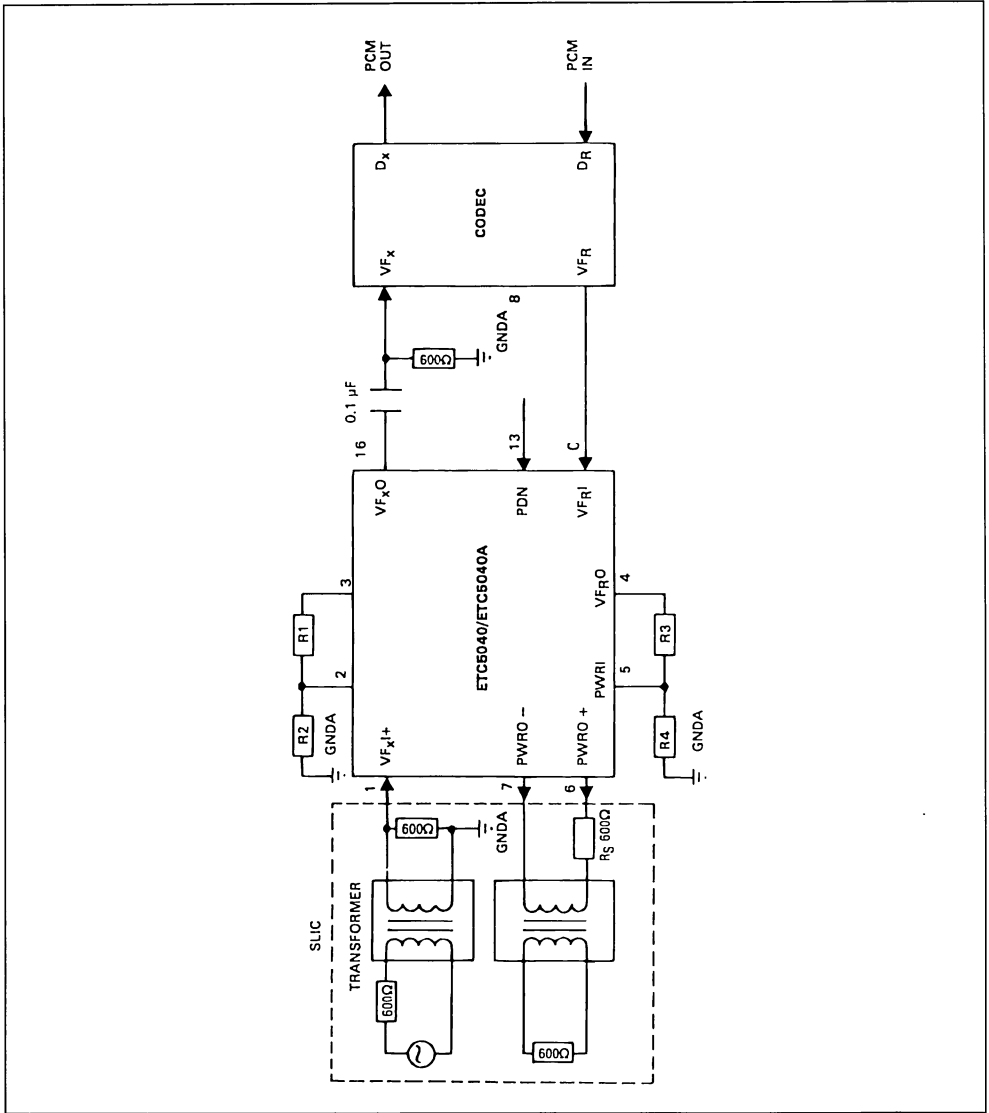 SLIC
TRANSFORMER
600Ω
600Ω
GNDA
600Ω
RS 600Ω
1
7
6
R2
R1
GNDA
2
3
VFxI+
VFxO
16
PWRO -
PWRO +
ETC5040/ETC5040A
PDN
13
VFRI
C
PWRI
VFRO
5
4
R4
R3
GNDA
0.1 µF
600Ω
GNDA
8
VFx
Dx
CODEC
VFR
DR
PCM
OUT
PCM
IN